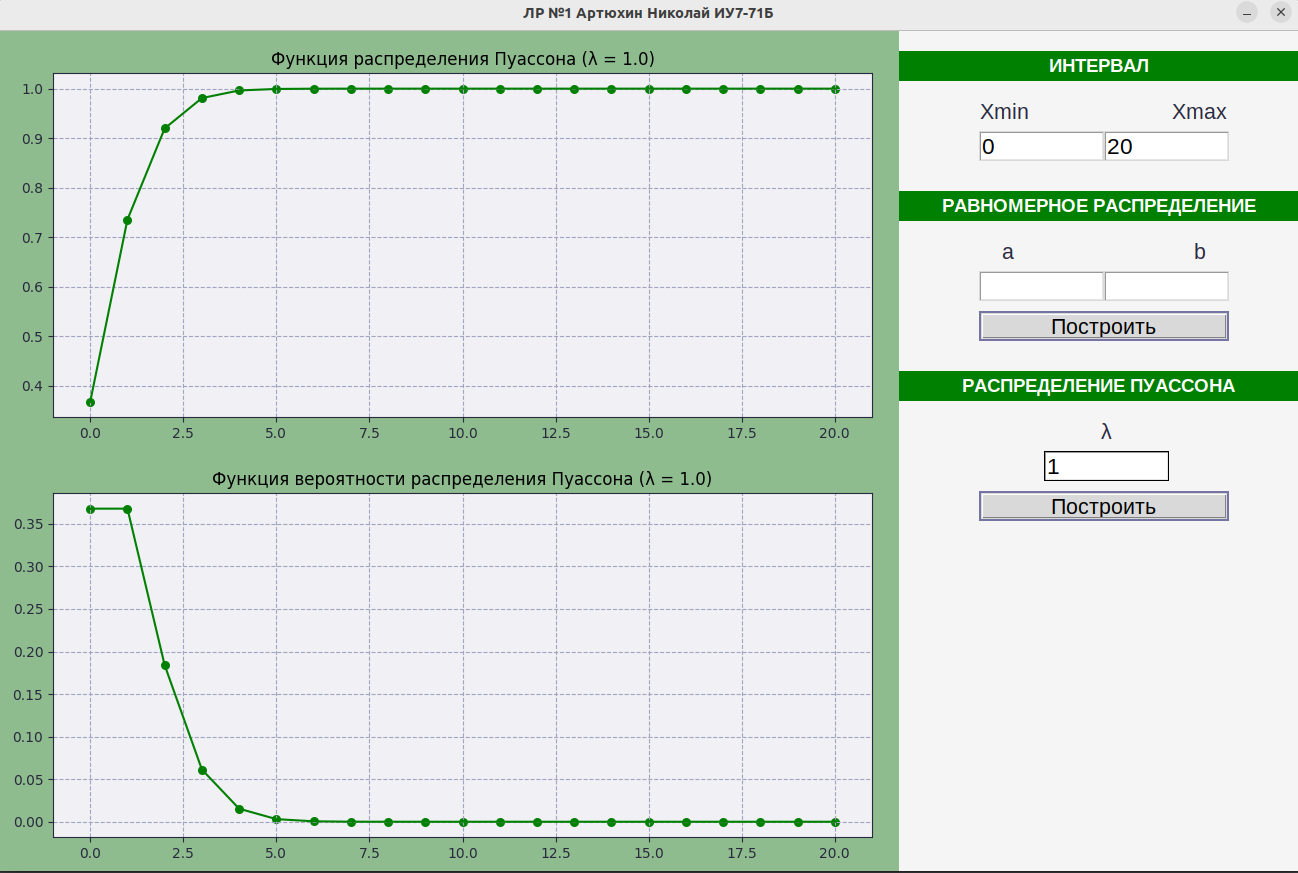 ЛР №1 Артюхин Николай ИУ7-71Б
Функция распределения Пуассона (λ = 1.0)
1.0
0.9
0.8
0.7
0.6
0.5
0.4
0.0 2.5 5.0 7.5 10.0 12.5 15.0 17.5 20.0
Функция вероятности распределения Пуассона (λ = 1.0)
0.35
0.30
0.25
0.20
0.15
0.10
0.05
0.00
0.0 2.5 5.0 7.5 10.0 12.5 15.0 17.5 20.0
ИНТЕРВАЛ
Xmin Xmax
0 20
РАВНОМЕРНОЕ РАСПРЕДЕЛЕНИЕ
a b
Построить
РАСПРЕДЕЛЕНИЕ ПУАССОНА
λ
1
Построить